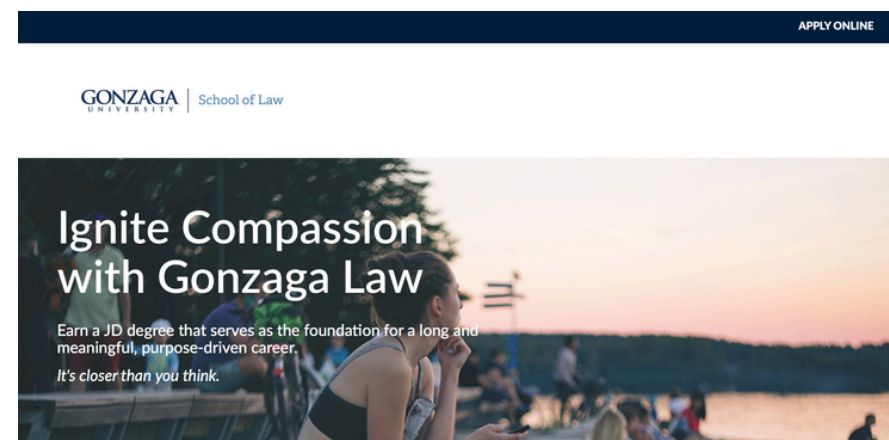 APPLY ONLINE
GONZAGA
UNIVERSITY
School of Law
Ignite Compassion
with Gonzaga Law
Earn a JD degree that serves as the foundation for a long and
meaningful, purpose-driven career.
It's closer than you think.